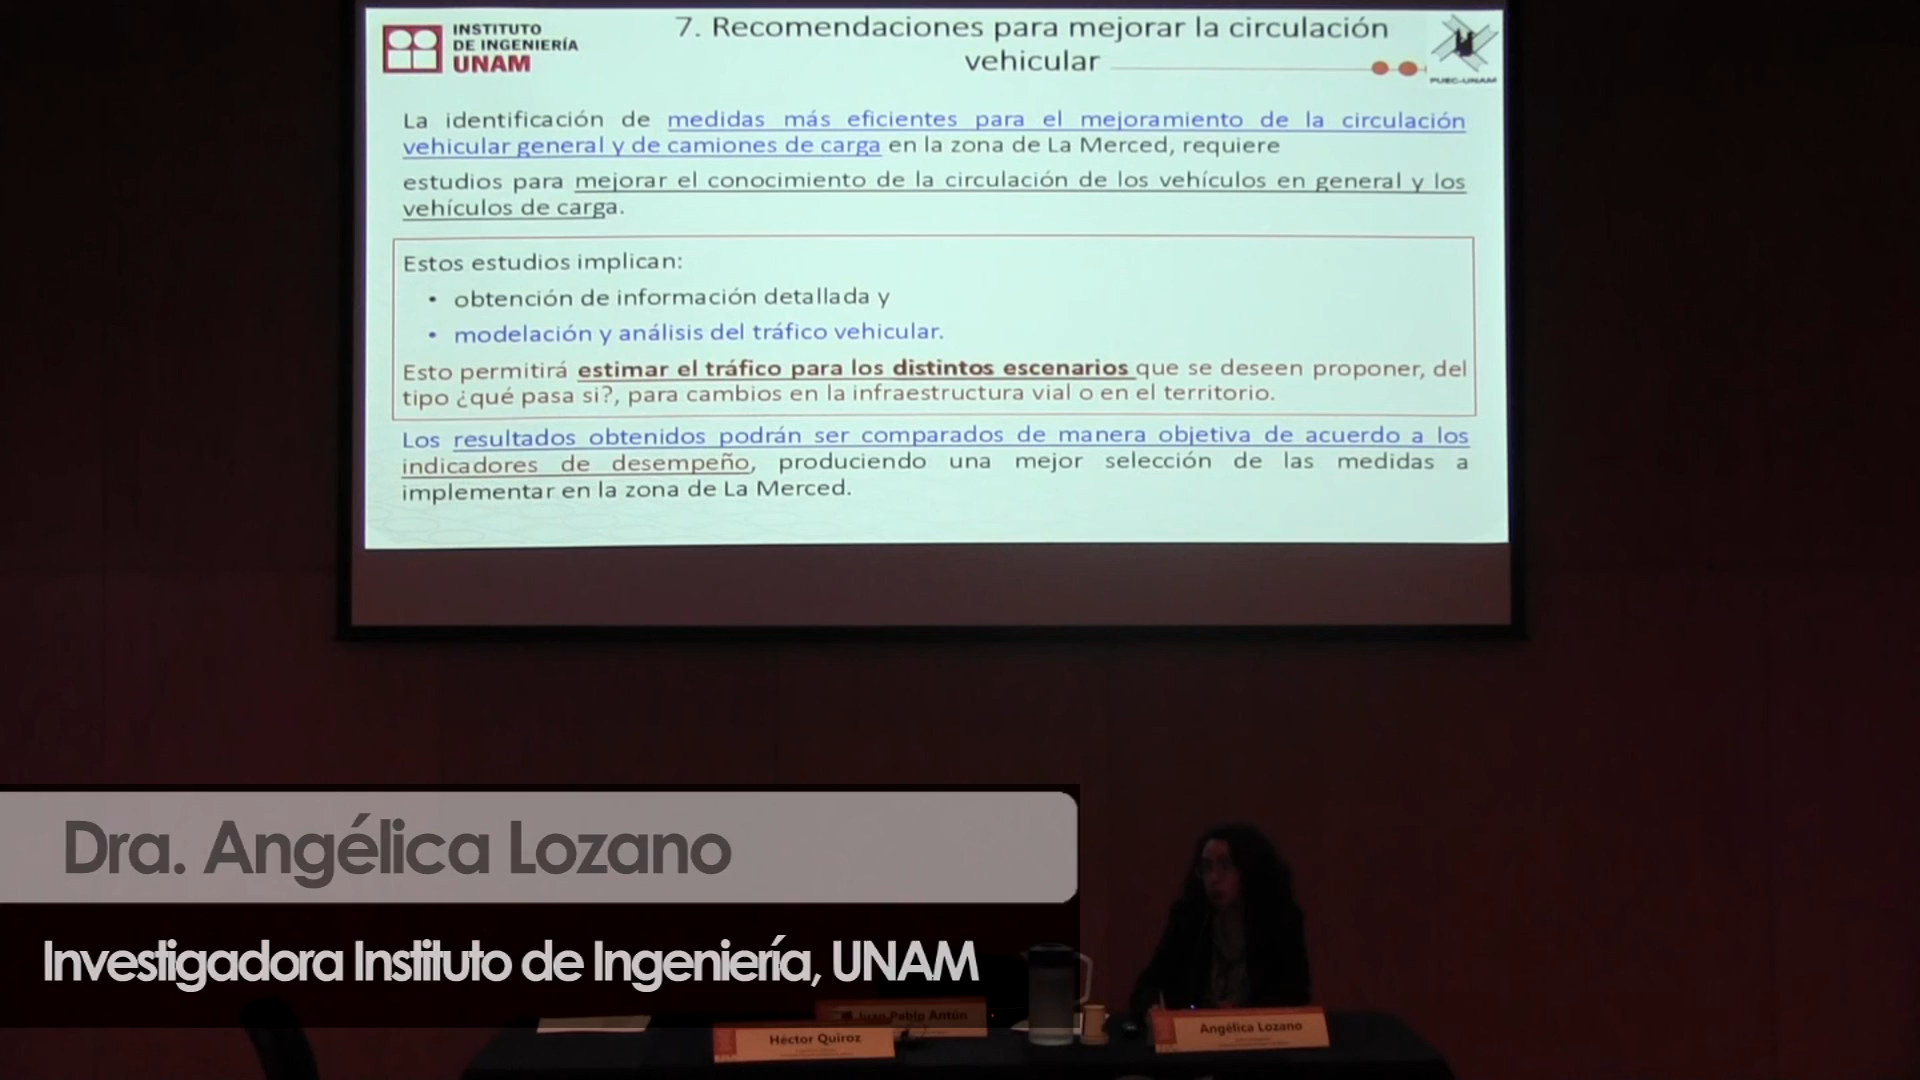 INSTITUTO
DE INGENIERÍA
UNAM
7. Recomendaciones para mejorar la circulación
vehicular
PUEC-UNAM
La identificación de medidas más eficientes para el mejoramiento de la circulación
vehicular general y de camiones de carga en la zona de La Merced, requiere
estudios para mejorar el conocimiento de la circulación de los vehículos en general y los
vehículos de carga.
Estos estudios implican:
• obtención de información detallada y
• modelación y análisis del tráfico vehicular.
Esto permitirá estimar el tráfico para los distintos escenarios que se deseen proponer, del
tipo ¿qué pasa si?, para cambios en la infraestructura vial o en el territorio.
Los resultados obtenidos podrán ser comparados de manera objetiva de acuerdo a los
indicadores de desempeño, produciendo una mejor selección de las medidas a
implementar en la zona de La Merced.
Dra. Angélica Lozano
Investigadora Instituto de Ingeniería, UNAM
Juan Pablo Antún
Héctor Quiroz
Angélica Lozano